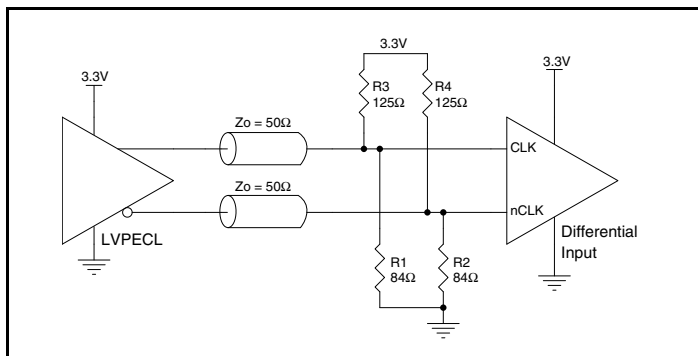 3.3V
3.3V
3.3V
R3
125Ω
R4
125Ω
Zo = 50Ω
CLK
Zo = 50Ω
nCLK
LVPECL
Differential
Input
R1
84Ω
R2
84Ω